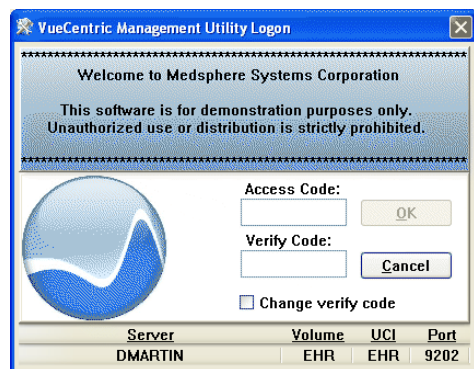 VueCentric Management Utility Logon
********************************************************************************
Welcome to Medsphere Systems Corporation
This software is for demonstration purposes only.
Unauthorized use or distribution is strictly prohibited.
********************************************************************************
Access Code:
OK
Verify Code:
Cancel
Change verify code
Server Volume UCI Port
DMARTIN EHR EHR 9202